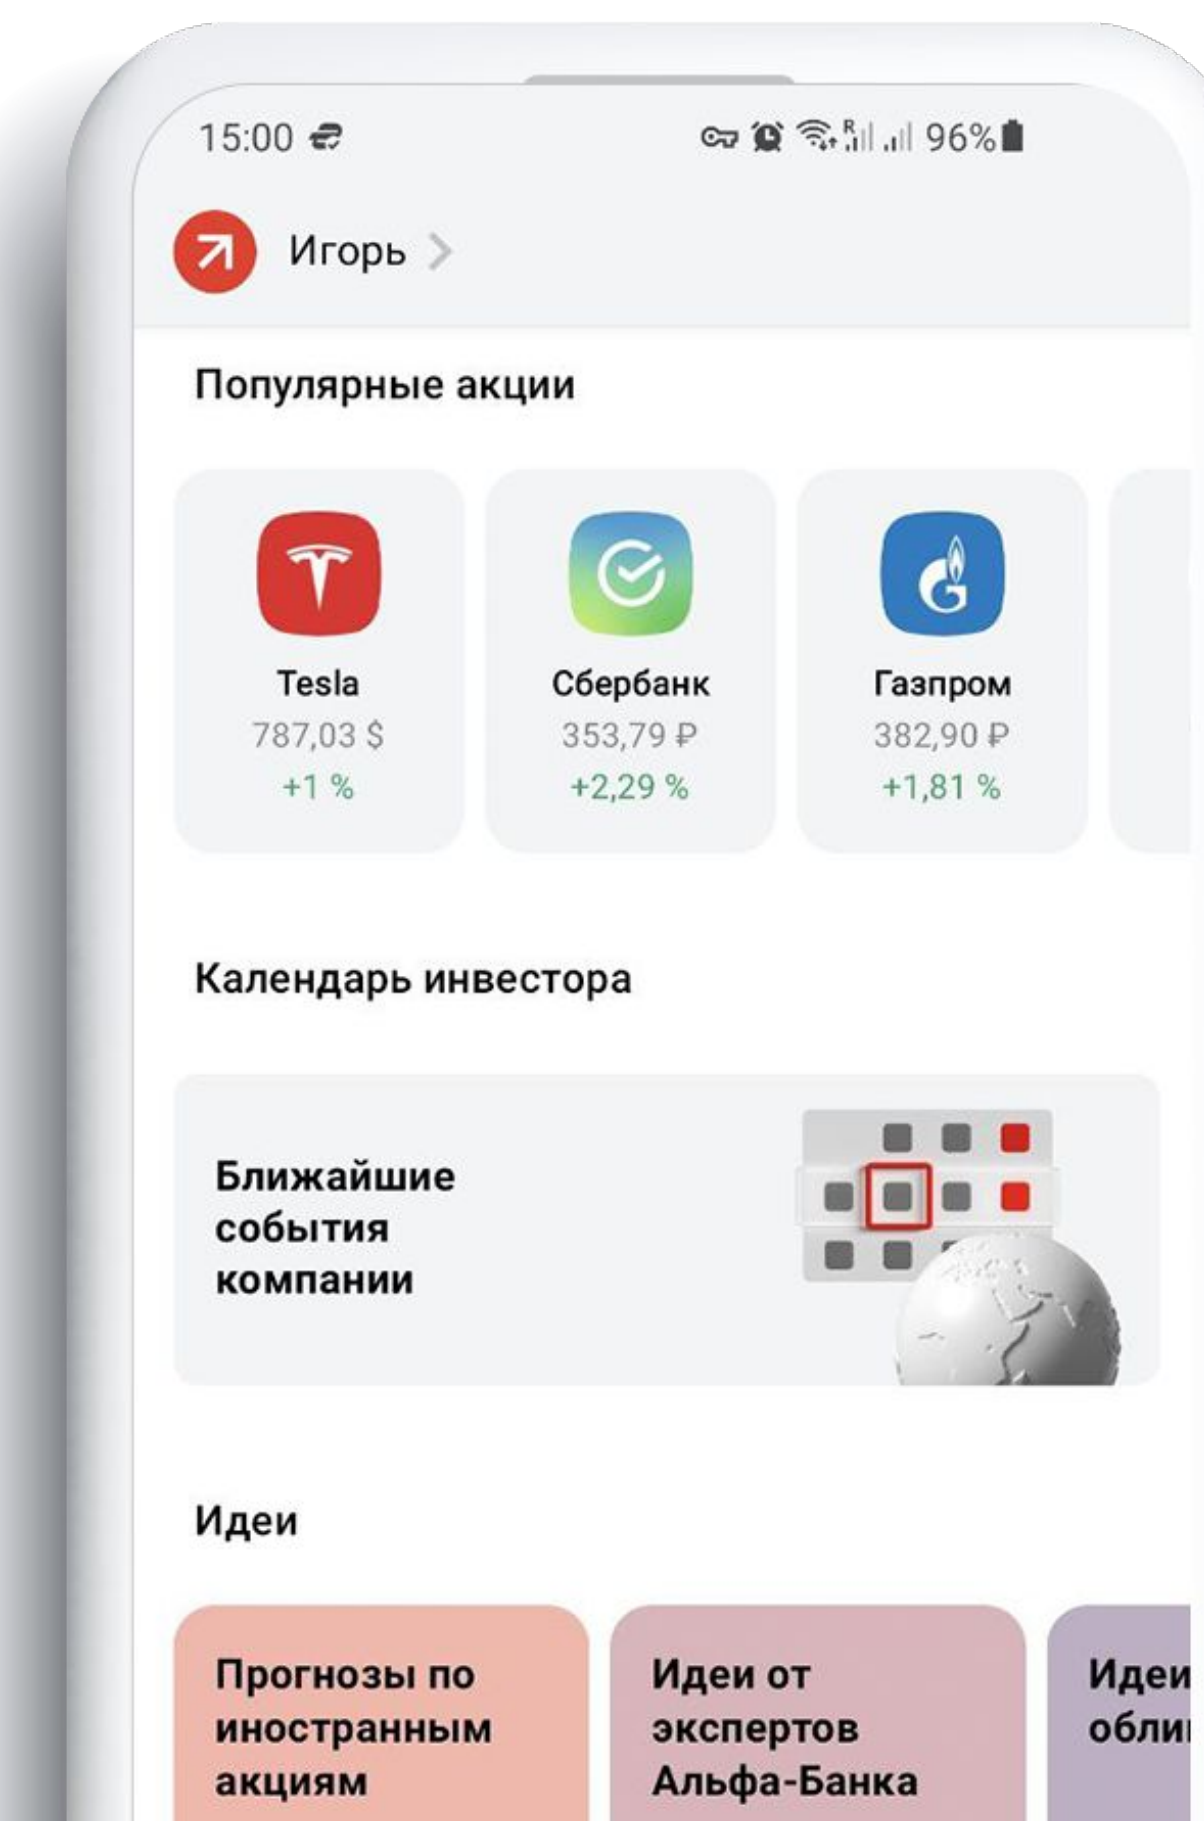 15:00
R
96%
Игорь
Популярные акции
Tesla
787,03 $
+1 %
Сбербанк
353,79 ₽
+2,29 %
Газпром
382,90 ₽
+1,81 %
Календарь инвестора
Ближайшие
события
компании
Идеи
Прогнозы по
иностранным
акциям
Идеи от
экспертов
Альфа-Банка
Идеи